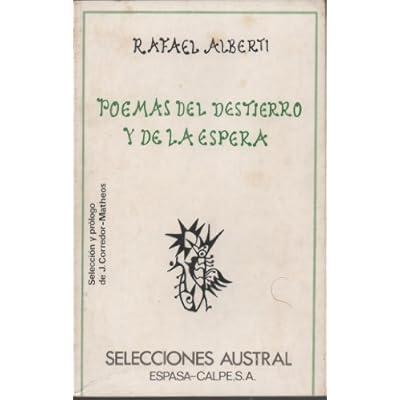 RAFAEL ALBERTI
POEMAS DEL DESTIERRO
Y DE LA ESPERA
Selección y prólogo
de J. Corredor-Matheos
SELECCIONES AUSTRAL
ESPASA-CALPE, S.A.